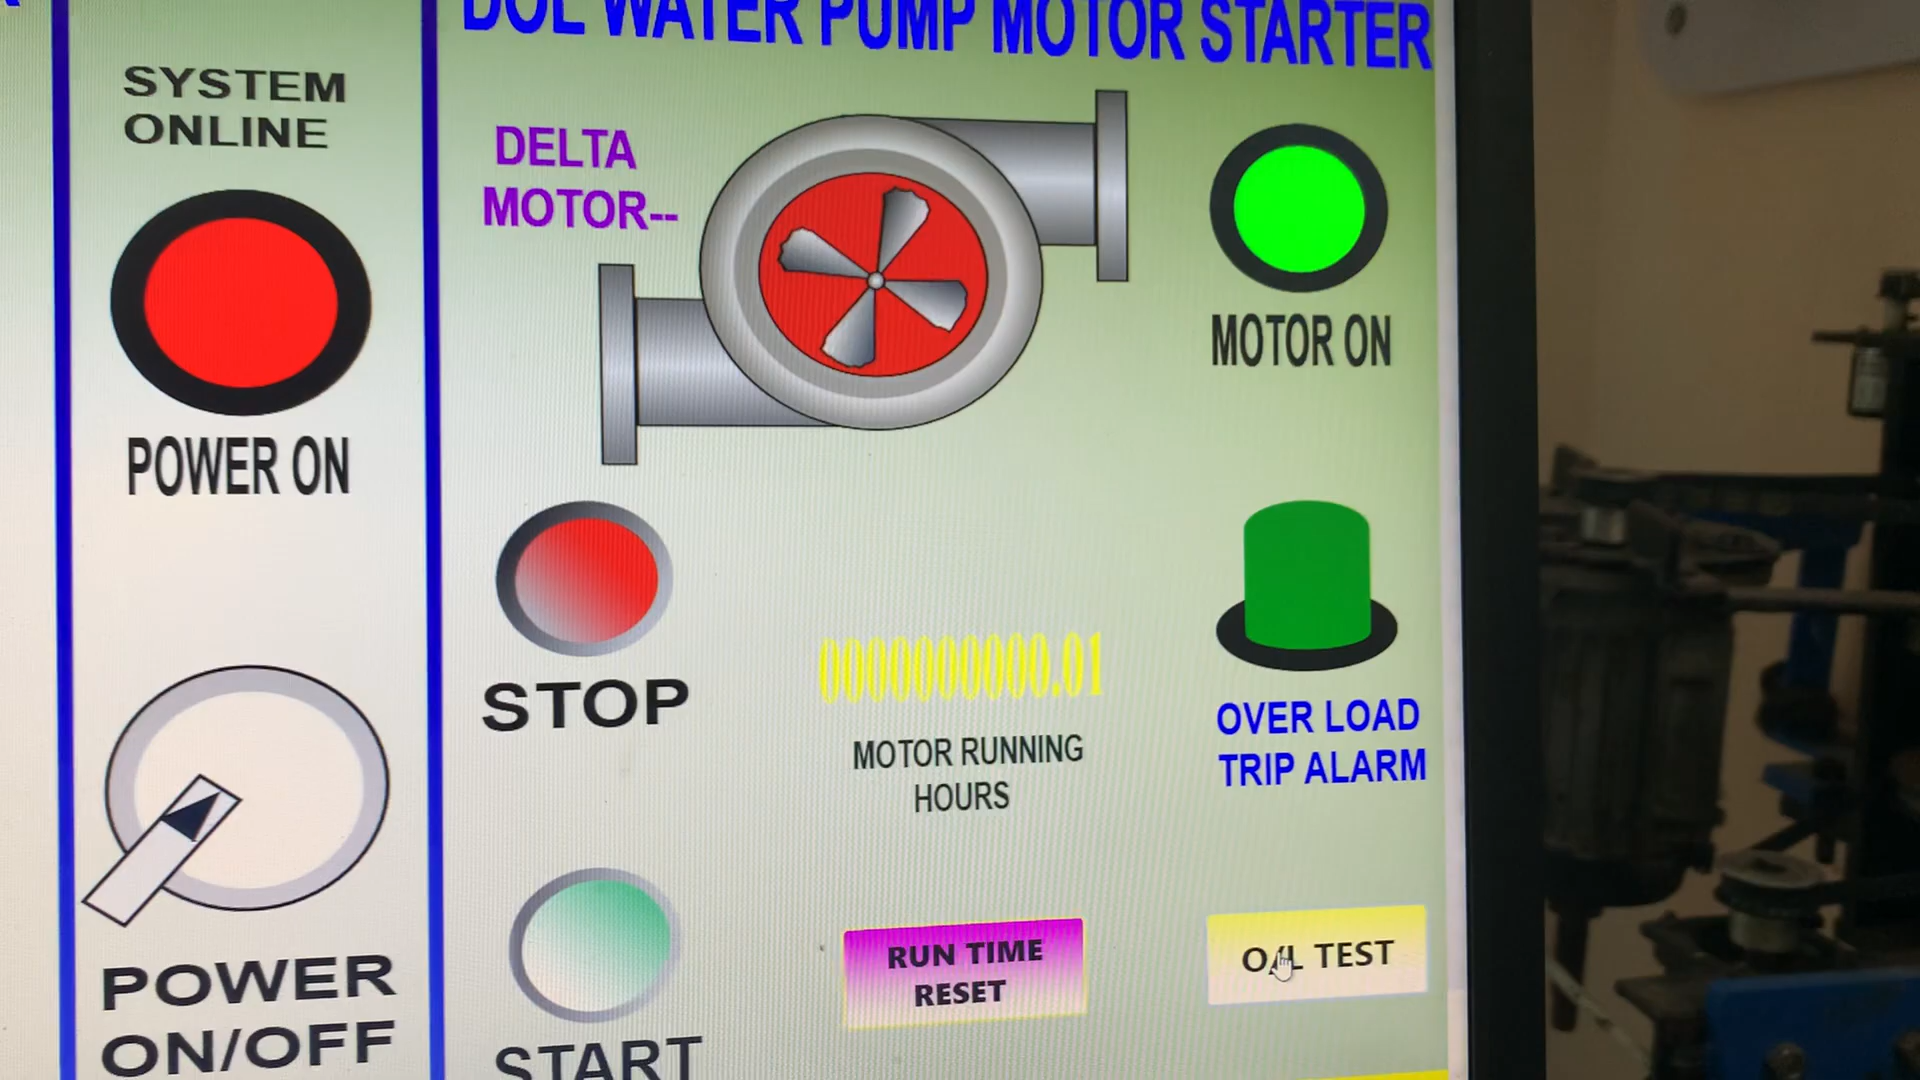 DOL WATER PUMP MOTOR STARTER
SYSTEM
ONLINE
DELTA
MOTOR--
MOTOR ON
POWER ON
STOP
0000000000.01
MOTOR RUNNING
HOURS
OVER LOAD
TRIP ALARM
RUN TIME
RESET
O/L TEST
POWER
ON/OFF
START